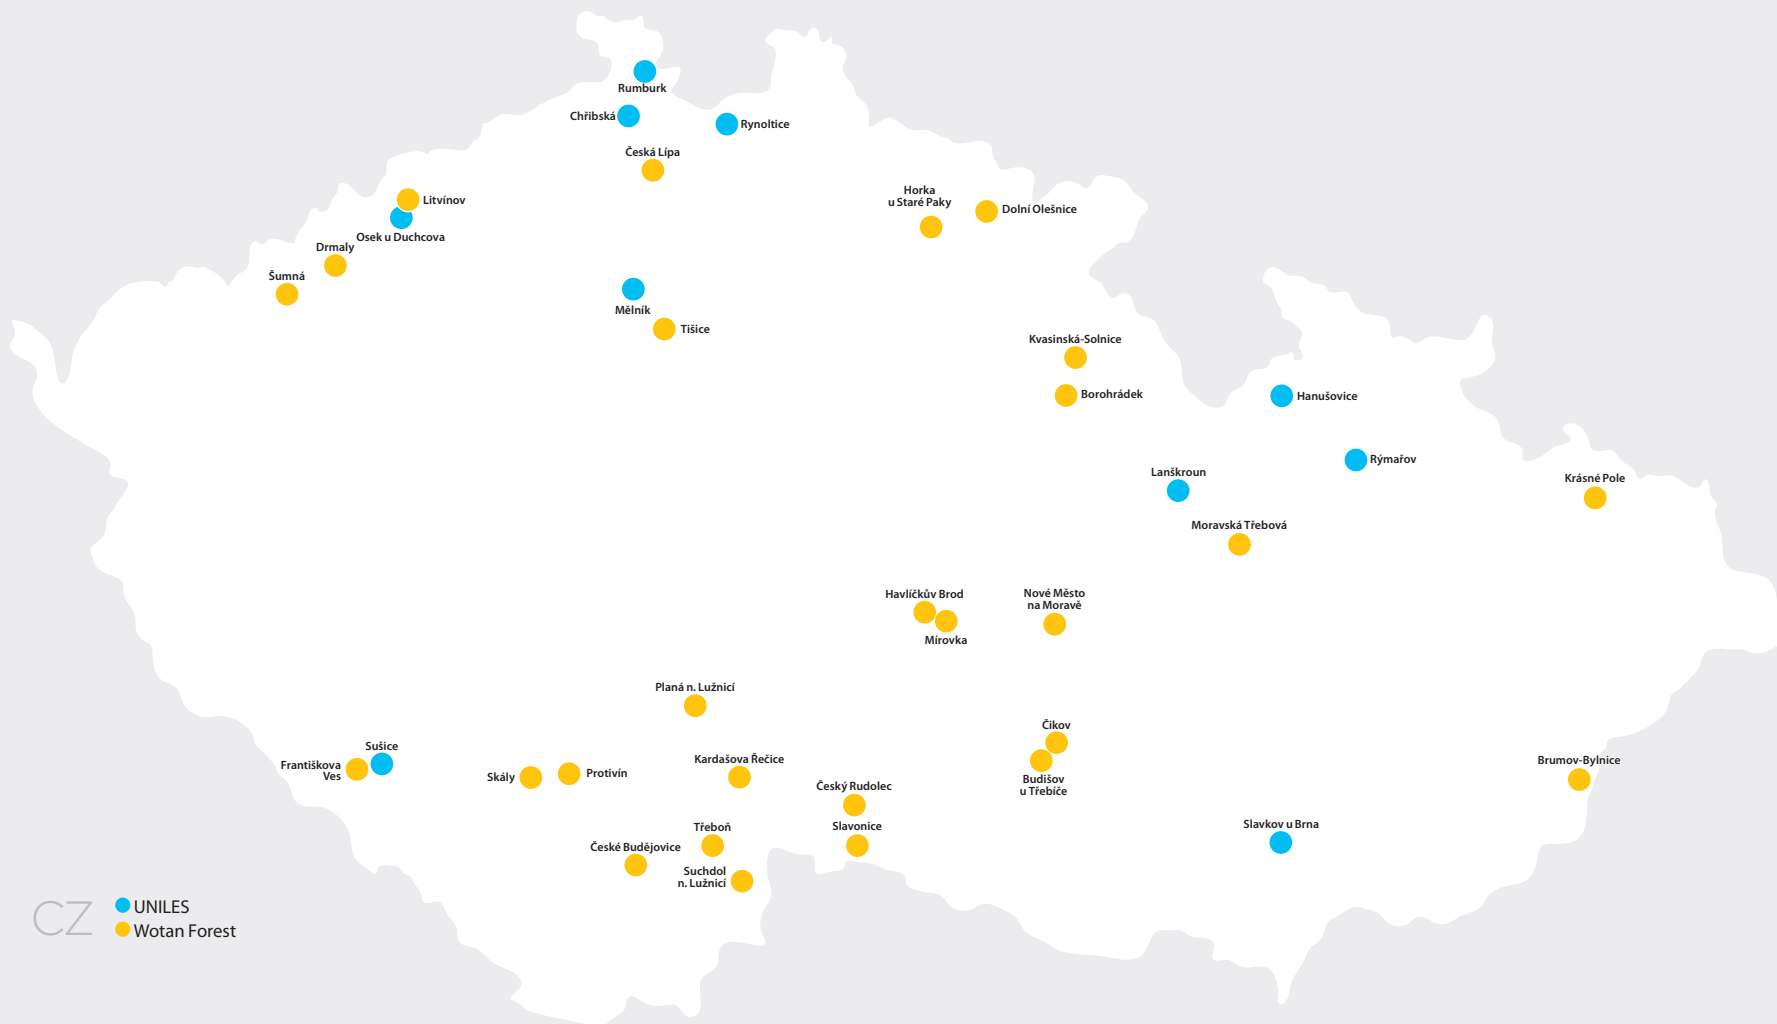 Rumburk
Chřibská
Rynoltice
Česká Lípa
Horka
u Staré Paky
Dolní Olešnice
Litvínov
Osek u Duchcova
Drmaly
Šumná
Mělník
Tišice
Kvasinská-Solnice
Borohrádek
Hanušovice
Rýmařov
Lanškroun
Krásné Pole
Moravská Třebová
Havlíčkův Brod
Mírovka
Nové Město
na Moravě
Planá n. Lužnicí
Čikov
Budišov
u Třebíče
Sušice
Františkova
Ves
Skály
Protivín
Kardašova Řečice
Český Rudolec
Slavonice
Brumov-Bylnice
Slavkov u Brna
Třeboň
České Budějovice
Suchdol
n. Lužnicí
CZ
UNILES
Wotan Forest